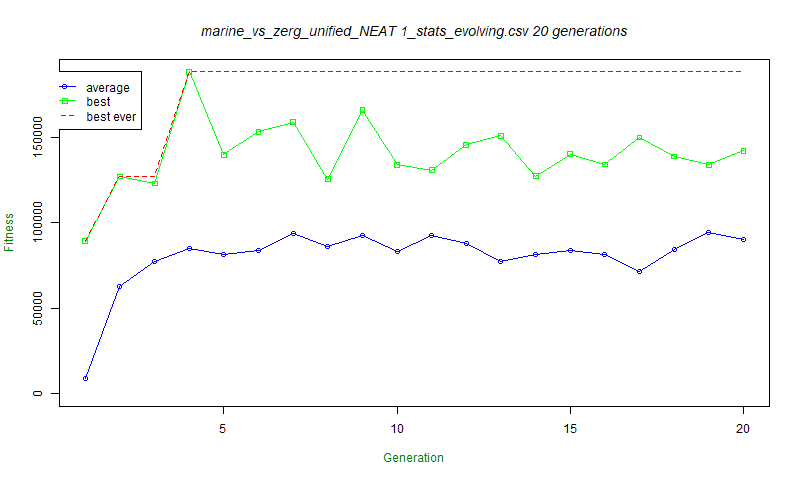 marine_vs_zerg_unified_NEAT 1_stats_evolving.csv 20 generations
average
best
best ever
Fitness
0
50000
100000
150000
5
10
15
20
Generation